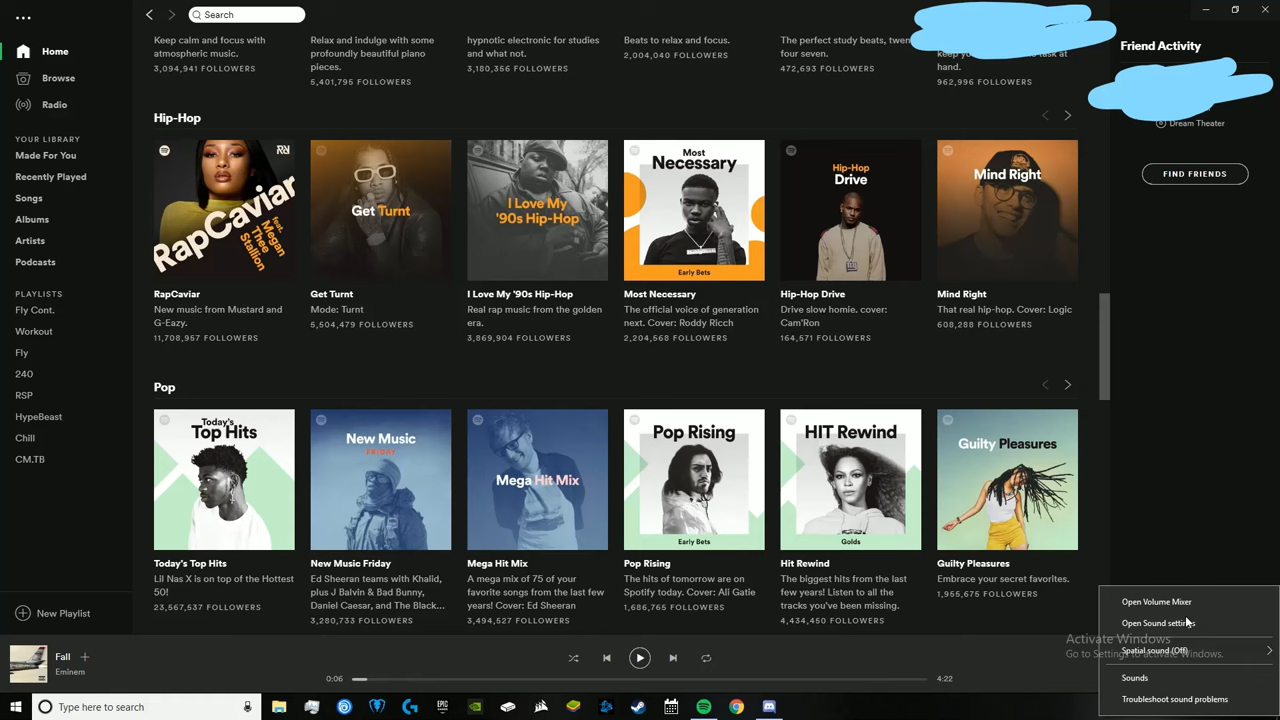 Search
Home
Browse
Radio
YOUR LIBRARY
Made For You
Recently Played
Songs
Albums
Artists
Podcasts
PLAYLISTS
Fly Cont.
Workout
Fly
240
RSP
HypeBeast
Chill
CM.TB
New Playlist
Keep calm and focus with
atmospheric music.
3,094,941 FOLLOWERS
Relax and indulge with some
profoundly beautiful piano
pieces.
5,401,795 FOLLOWERS
hypnotic electronic for studies
and what not.
3,180,356 FOLLOWERS
Beats to relax and focus.
2,004,040 FOLLOWERS
The perfect study beats, twen
four seven.
472,693 FOLLOWERS
task at
hand.
962,996 FOLLOWERS
Hip-Hop
RapCaviar
feat.
Megan
Thee
Stallion
RapCaviar
New music from Mustard and
G-Eazy.
11,708,957 FOLLOWERS
Get Turnt
Get Turnt
Mode: Turnt
5,504,479 FOLLOWERS
I Love My
'90s Hip-Hop
I Love My '90s Hip-Hop
Real rap music from the golden
era.
3,869,904 FOLLOWERS
Most
Necessary
Early Bets
Most Necessary
The official voice of generation
next. Cover: Roddy Ricch
2,204,568 FOLLOWERS
Hip-Hop
Drive
Hip-Hop Drive
Drive slow homie. cover:
Cam'Ron
164,571 FOLLOWERS
Mind Right
Mind Right
That real hip-hop. Cover: Logic
608,288 FOLLOWERS
Pop
Today's
Top Hits
Today's Top Hits
Lil Nas X is on top of the Hottest
50!
23,567,537 FOLLOWERS
New Music
FRIDAY
New Music Friday
Ed Sheeran teams with Khalid,
plus J Balvin & Bad Bunny,
Daniel Caesar, and The Black...
3,280,733 FOLLOWERS
Mega Hit Mix
Mega Hit Mix
A mega mix of 75 of your
favorite songs from the last few
years! Cover: Ed Sheeran
3,494,527 FOLLOWERS
Pop Rising
Early Bets
Pop Rising
The hits of tomorrow are on
Spotify today. Cover: Ali Gatie
1,686,765 FOLLOWERS
HIT Rewind
Golds
Hit Rewind
The biggest hits from the last
few years! Listen to all the
tracks you've been missing.
4,434,450 FOLLOWERS
Guilty Pleasures
Guilty Pleasures
Embrace your secret favorites.
1,955,675 FOLLOWERS
Friend Activity
Dream Theater
FIND FRIENDS
Open Volume Mixer
Open Sound settings
Activate Windows
Spatial sound (Off)
Go to Settings to activate Windows.
Sounds
Troubleshoot sound problems
Fall
Eminem
0:06
4:22
Type here to search
EPIC